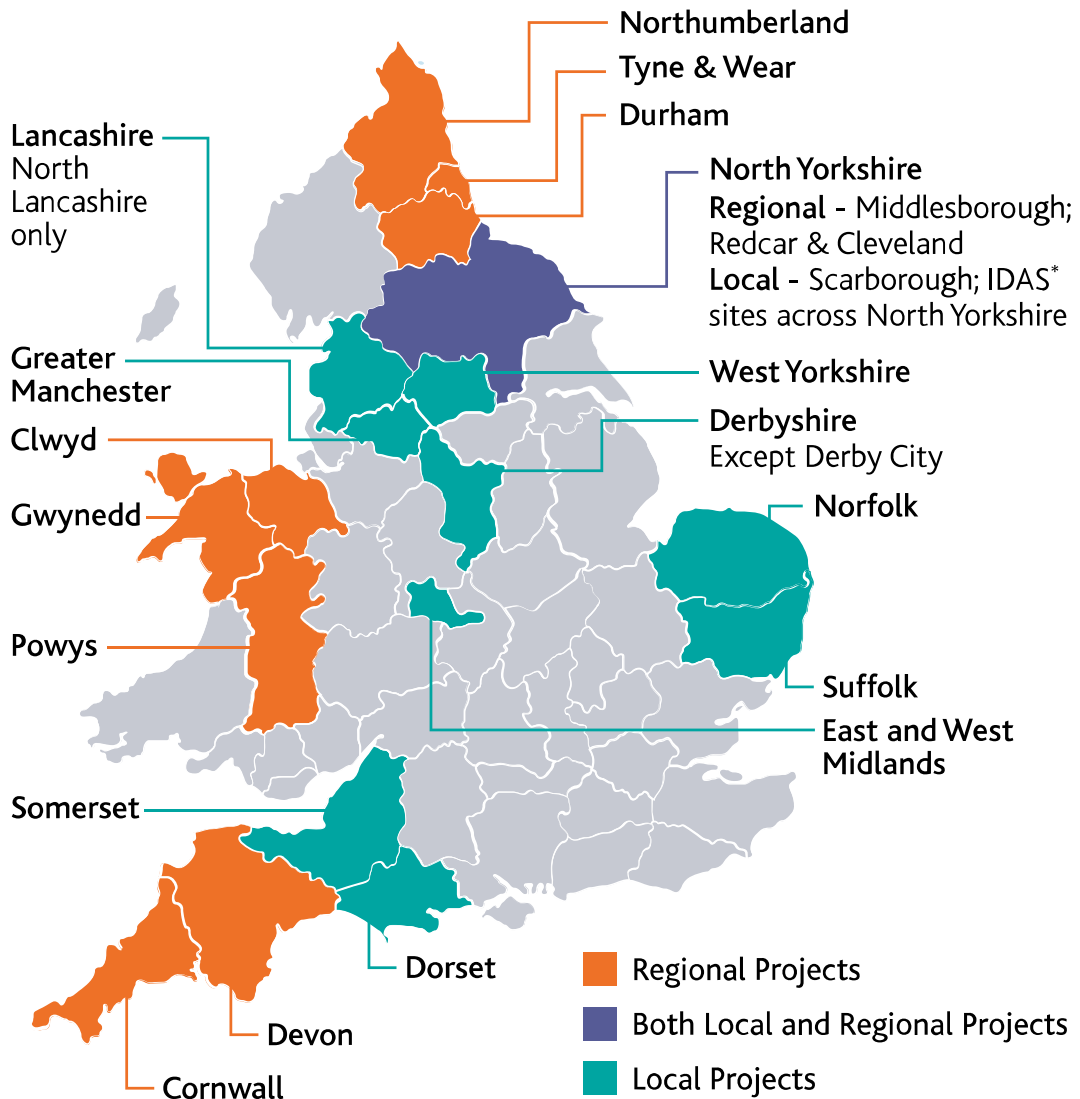 Northumberland
Tyne & Wear
Durham
Lancashire
North
Lancashire
only
North Yorkshire
Regional - Middlesborough;
Redcar & Cleveland
Local - Scarborough; IDAS*
sites across North Yorkshire
Greater
Manchester
West Yorkshire
Derbyshire
Except Derby City
Clwyd
Norfolk
Gwynedd
Powys
Suffolk
East and West
Midlands
Somerset
Dorset
Devon
Cornwall
Regional Projects
Both Local and Regional Projects
Local Projects